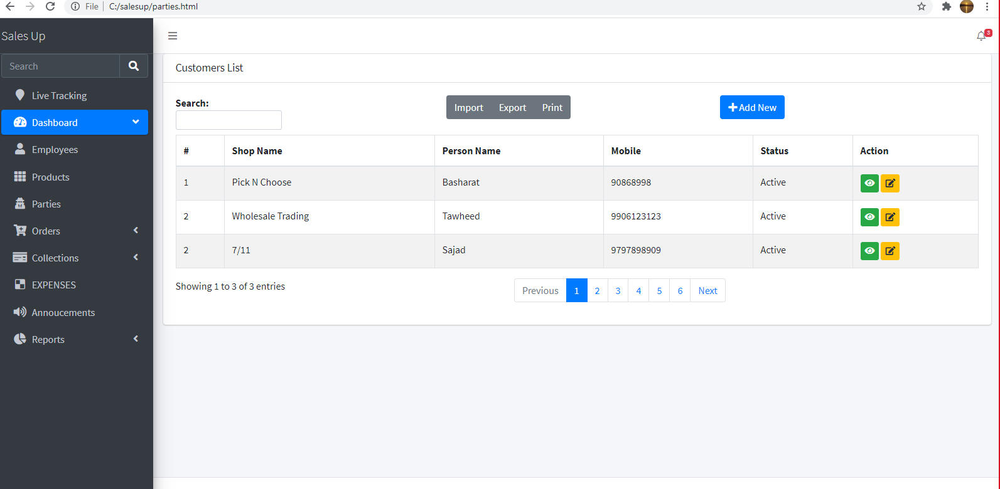 File C:/salesup/parties.html
Sales Up
3
Search
Live Tracking
Dashboard
Employees
Products
Parties
Orders
Collections
EXPENSES
Annoucements
Reports
Customers List
Search:
Import Export Print
Add New
# Shop Name Person Name Mobile Status Action
1 Pick N Choose Basharat 90868998 Active
2 Wholesale Trading Tawheed 9906123123 Active
2 7/11 Sajad 9797898909 Active
Showing 1 to 3 of 3 entries
Previous 1 2 3 4 5 6 Next